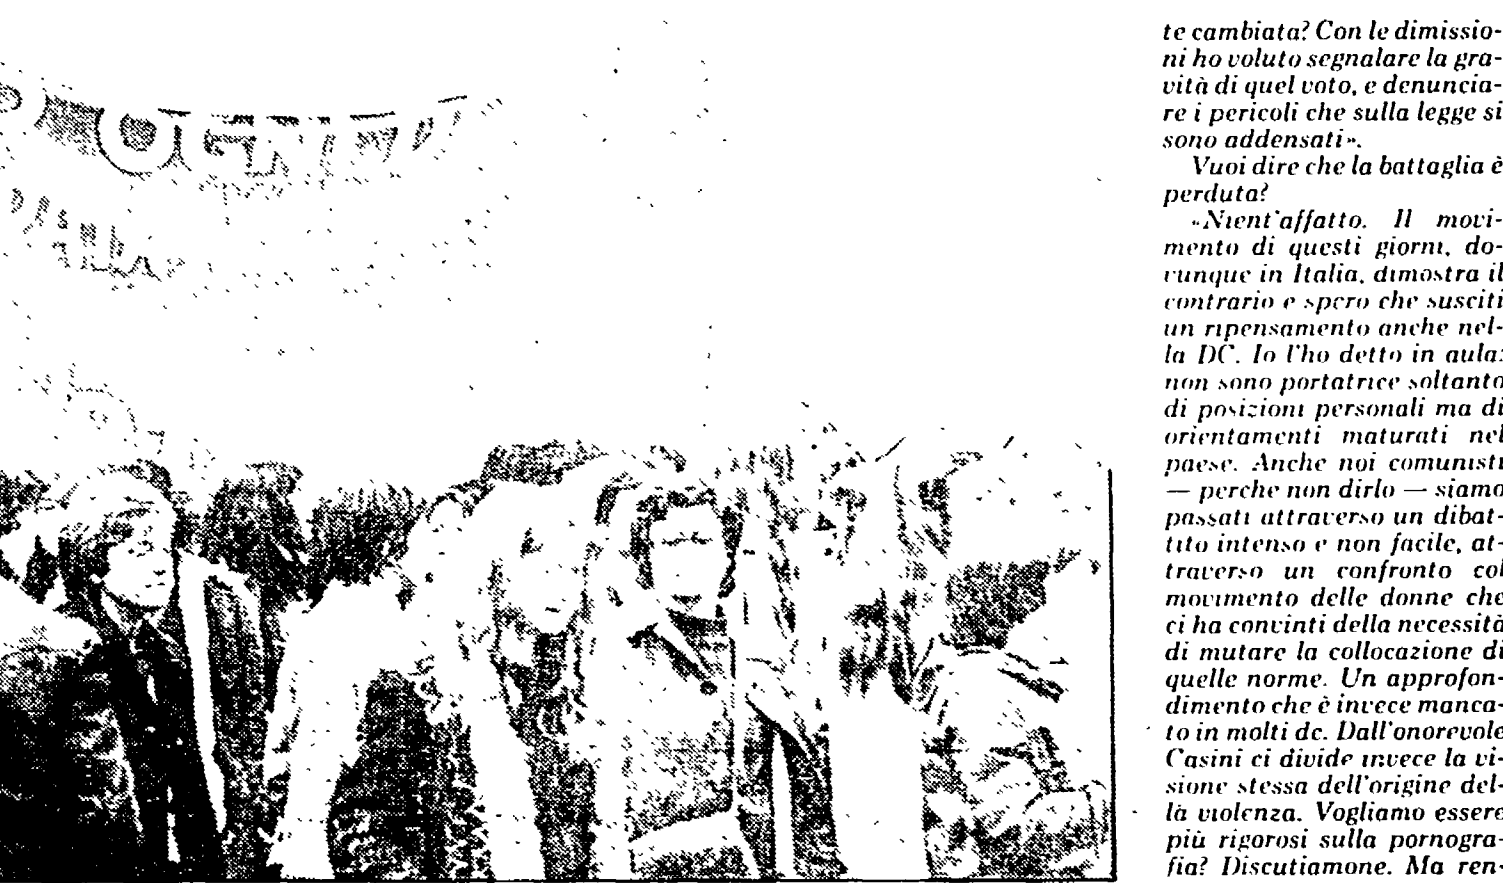 OGNI
te cambiata? Con le dimissio-
ni ho voluto segnalare la gra-
vità di quel voto, e denuncia-
re i pericoli che sulla legge si
sono addensati».
Vuoi dire che la battaglia è
perduta?
«Nient'affatto. Il movi-
mento di questi giorni, do-
vunque in Italia, dimostra il
contrario e spero che susciti
un ripensamento anche nel-
la DC. Io l'ho detto in aula:
non sono portatrice soltanto
di posizioni personali ma di
orientamenti maturati nel
paese. Anche noi comunisti
— perche non dirlo — siamo
passati attraverso un dibat-
tito intenso e non facile, at-
traverso un confronto col
movimento delle donne che
ci ha convinti della necessità
di mutare la collocazione di
quelle norme. Un approfon-
dimento che è invece manca-
to in molti dc. Dall'onorevole
Casini ci divide invece la vi-
sione stessa dell'origine del-
la violenza. Vogliamo essere
più rigorosi sulla pornogra-
fia? Discutiamone. Ma ren-